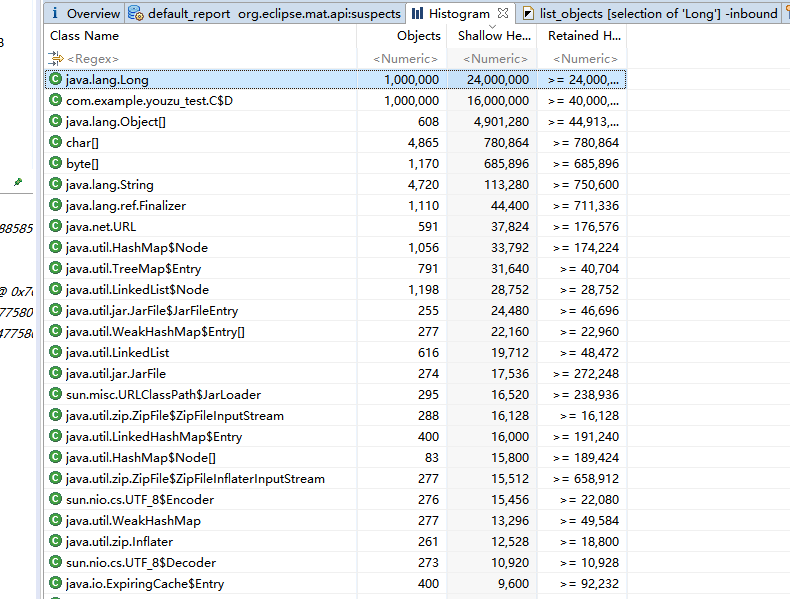 Overview default_report org.eclipse.mat.api:suspects Histogram list_objects [selection of 'Long'] -inbound
Class Name Objects Shallow He... Retained H...
<Regex> <Numeric> <Numeric> <Numeric>
java.lang.Long 1,000,000 24,000,000 >= 24,000,...
com.example.youzu_test.C$D 1,000,000 16,000,000 >= 40,000,...
java.lang.Object[] 608 4,901,280 >= 44,913,...
char[] 4,865 780,864 >= 780,864
byte[] 1,170 685,896 >= 685,896
java.lang.String 4,720 113,280 >= 750,600
java.lang.ref.Finalizer 1,110 44,400 >= 711,336
java.net.URL 591 37,824 >= 176,576
88585
java.util.HashMap$Node 1,056 33,792 >= 174,224
java.util.TreeMap$Entry 791 31,640 >= 40,704
java.util.LinkedList$Node 1,198 28,752 >= 28,752
@ 0x7
java.util.jar.JarFile$JarFileEntry 255 24,480 >= 46,696
77580
java.util.WeakHashMap$Entry[] 277 22,160 >= 22,960
47758
java.util.LinkedList 616 19,712 >= 48,472
java.util.jar.JarFile 274 17,536 >= 272,248
sun.misc.URLClassPath$JarLoader 295 16,520 >= 238,936
java.util.zip.ZipFile$ZipFileInputStream 288 16,128 >= 16,128
java.util.LinkedHashMap$Entry 400 16,000 >= 191,240
java.util.HashMap$Node[] 83 15,800 >= 189,424
java.util.zip.ZipFile$ZipFileInflaterInputStream 277 15,512 >= 658,912
sun.nio.cs.UTF_8$Encoder 276 15,456 >= 22,080
java.util.WeakHashMap 277 13,296 >= 49,584
java.util.zip.Inflater 261 12,528 >= 18,800
sun.nio.cs.UTF_8$Decoder 273 10,920 >= 10,928
java.io.ExpiringCache$Entry 400 9,600 >= 92,232